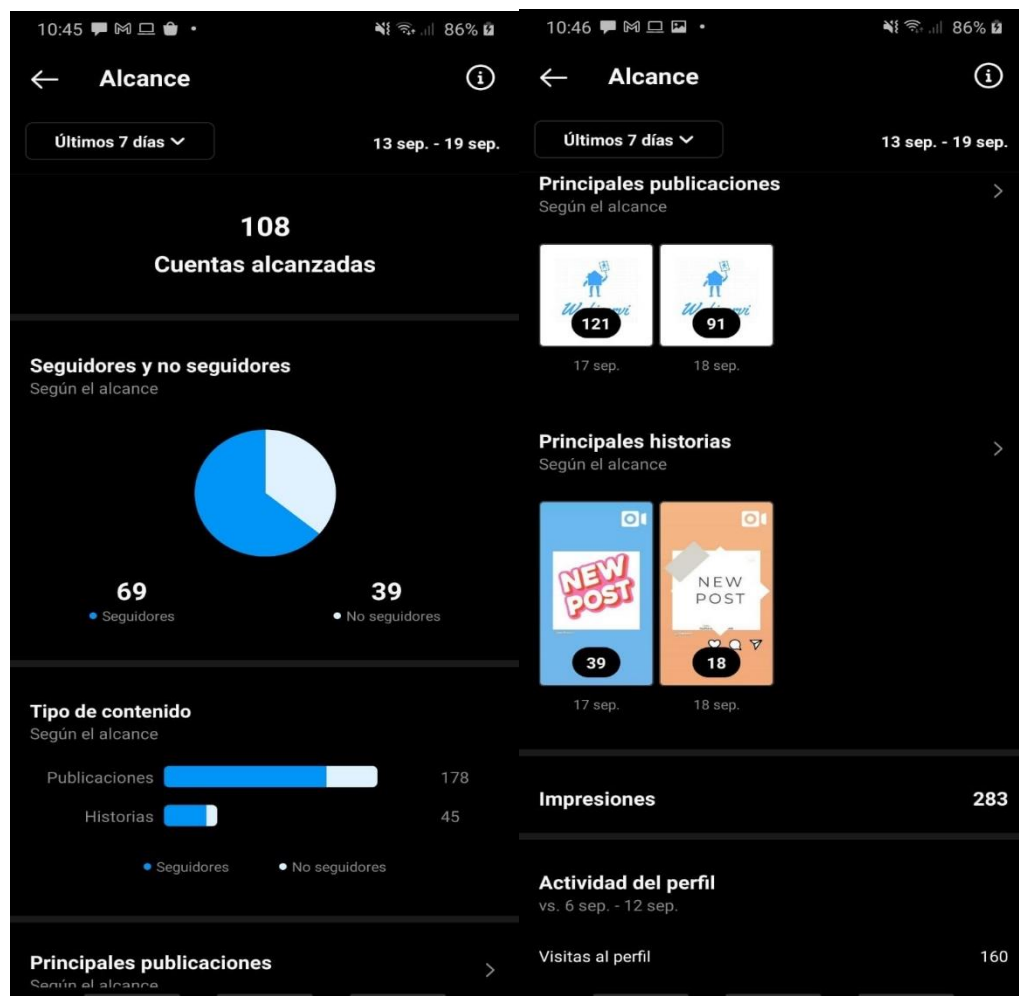 10:45
86%
Alcance
Últimos 7 días
13 sep. - 19 sep.
108
Cuentas alcanzadas
Seguidores y no seguidores
Según el alcance
69
39
Seguidores
No seguidores
Tipo de contenido
Según el alcance
Publicaciones
178
Historias
45
Seguidores
No seguidores
Principales publicaciones
Según el alcance
10:46
86%
Alcance
Últimos 7 días
13 sep. - 19 sep.
Principales publicaciones
Según el alcance
121
91
17 sep.
18 sep.
Principales historias
Según el alcance
NEW
POST
NEW
POST
39
18
17 sep.
18 sep.
Impresiones
283
Actividad del perfil
vs. 6 sep. - 12 sep.
Visitas al perfil
160